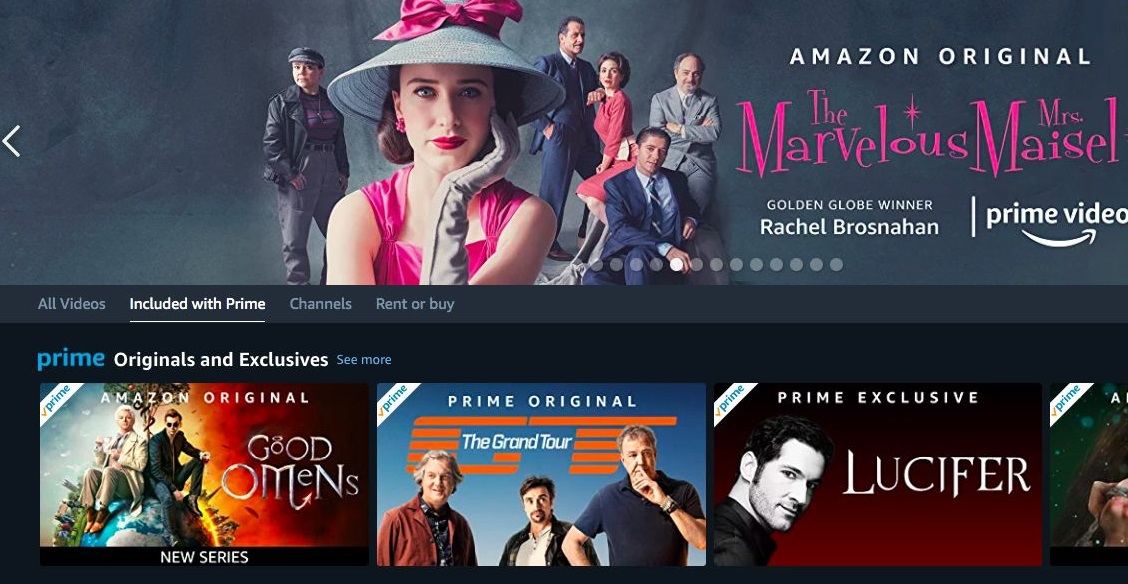 AMAZON ORIGINAL
The
Marvelous Mrs.
Maisel
GOLDEN GLOBE WINNER
Rachel Brosnahan
prime video
All Videos Included with Prime Channels Rent or buy
prime Originals and Exclusives See more
prime
AMAZON ORIGINAL
GOOD
OMENS
NEW SERIES
prime
PRIME ORIGINAL
The Grand Tour
prime
PRIME EXCLUSIVE
LUCIFER
prime
A